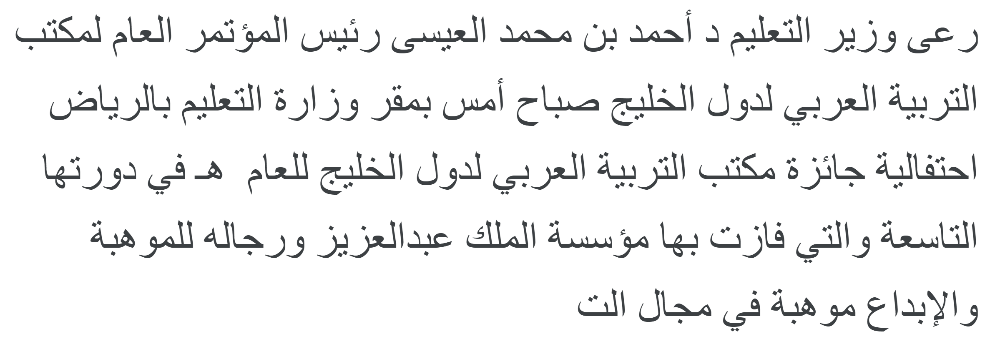 رعى وزير التعليم د أحمد بن محمد العيسى رئيس المؤتمر العام لمكتب
التربية العربي لدول الخليج صباح أمس بمقر وزارة التعليم بالرياض
احتفالية جائزة مكتب التربية العربي لدول الخليج للعام هـ في دورتها
التاسعة والتي فازت بها مؤسسة الملك عبدالعزيز ورجاله للموهبة
والإبداع موهبة في مجال الت